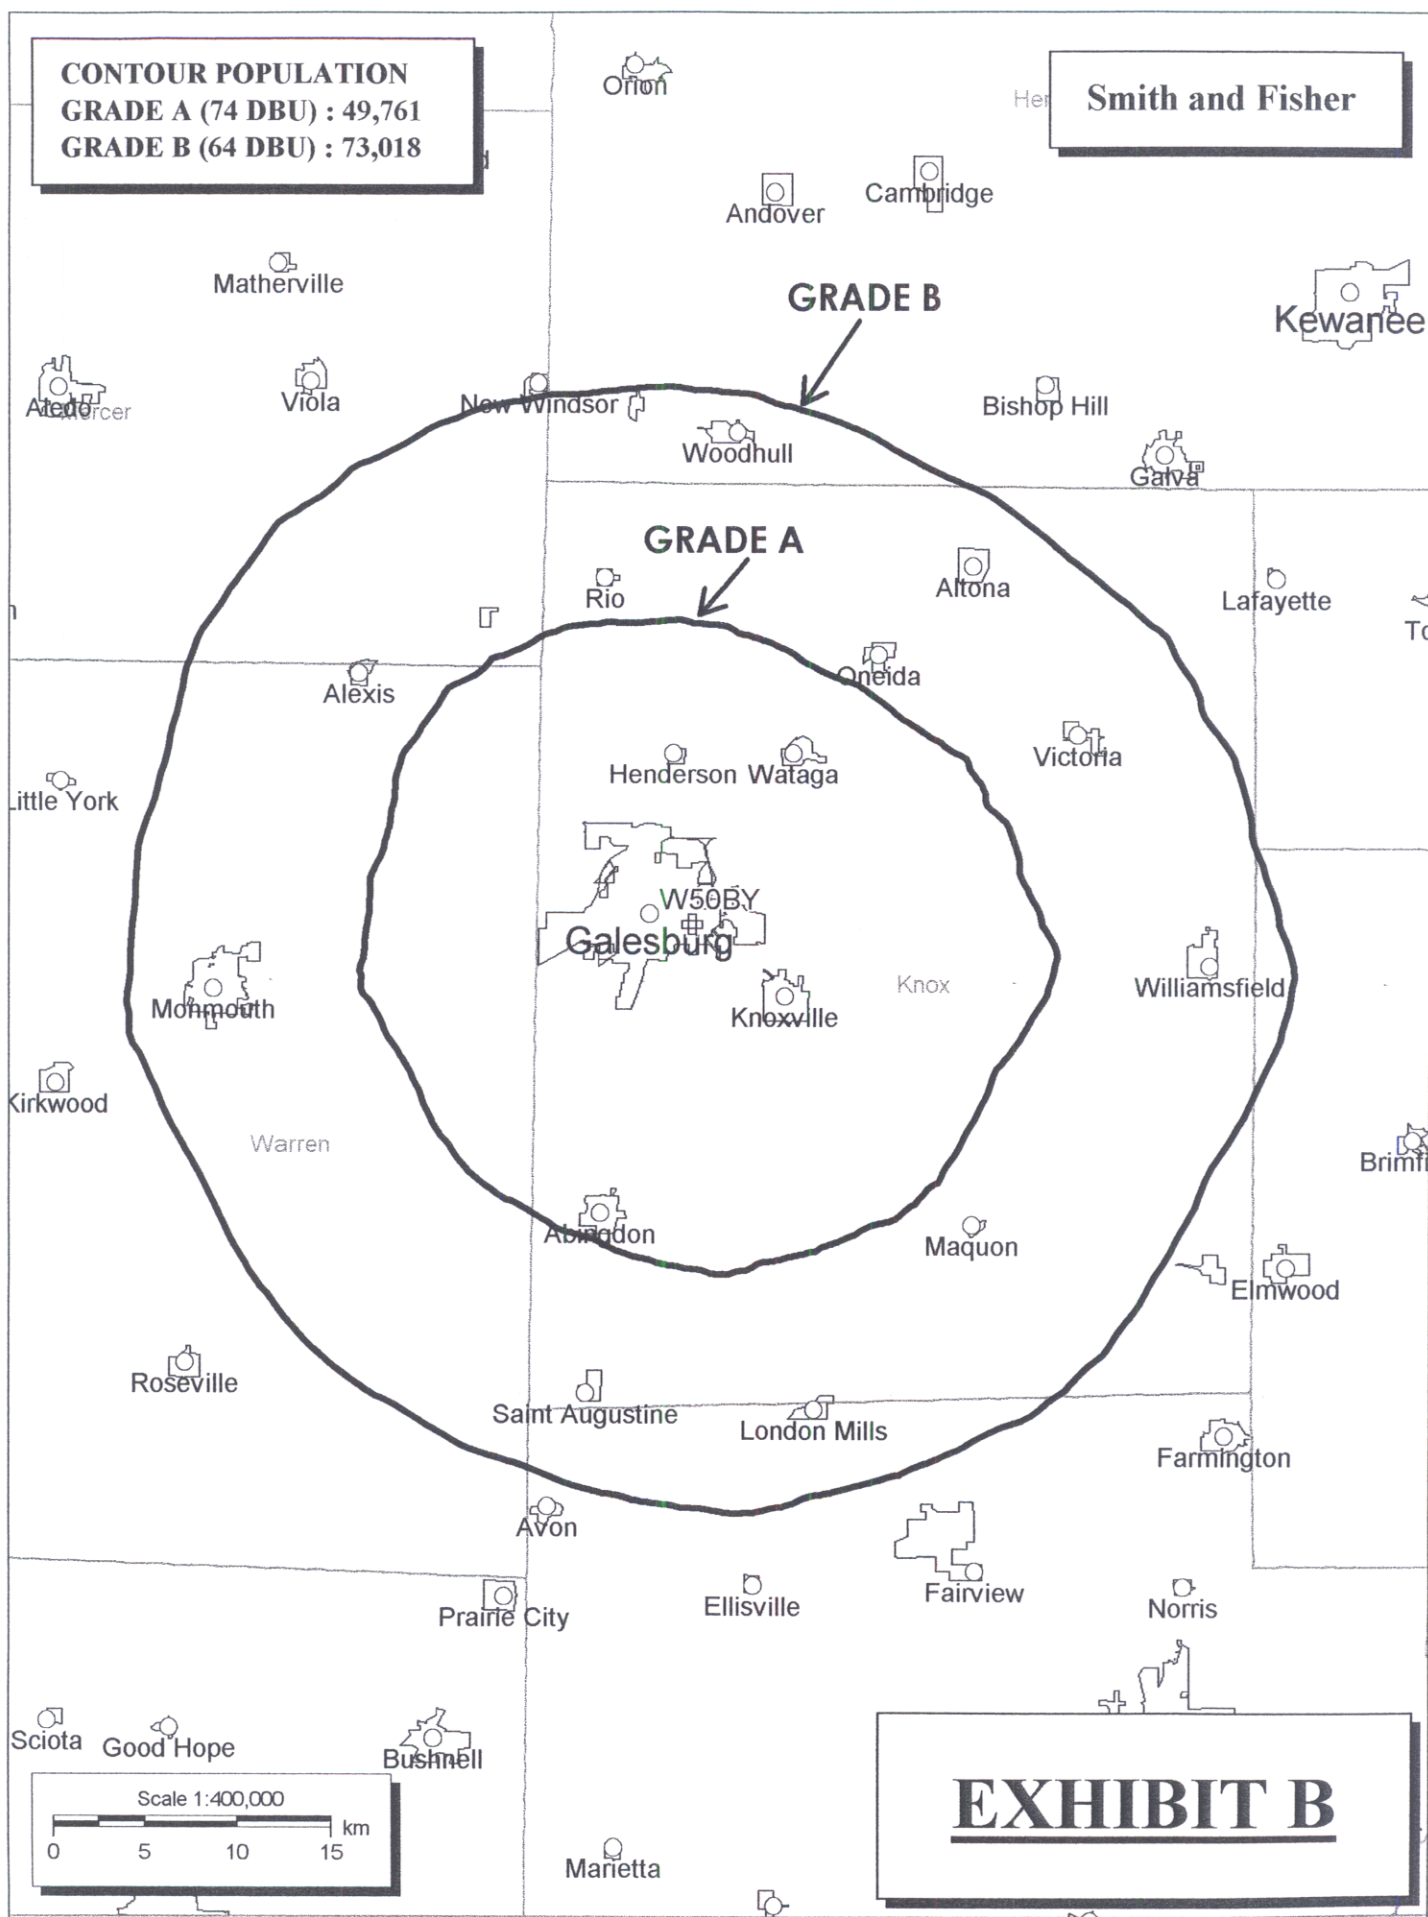 CONTOUR POPULATION
GRADE A (74 DBU) : 49,761
GRADE B (64 DBU) : 73,018
Smith and Fisher
Orion
Andover
Cambridge
Matherville
GRADE B
Kewanee
Aledo
Mercer
Viola
New Windsor
Bishop Hill
Woodhull
Galva
GRADE A
Rio
Altona
Lafayette
Alexis
Oneida
Victoria
Henderson
Wataga
Little York
W50BY
Galesburg
Knox
Williamsfield
Monmouth
Knoxville
Kirkwood
Warren
Abingdon
Maquon
Elmwood
Roseville
Saint Augustine
London Mills
Farmington
Avon
Fairview
Ellisville
Norris
Prairie City
Sciota
Good Hope
Bushnell
Scale 1:400,000
km
0 5 10 15
EXHIBIT B
Marietta